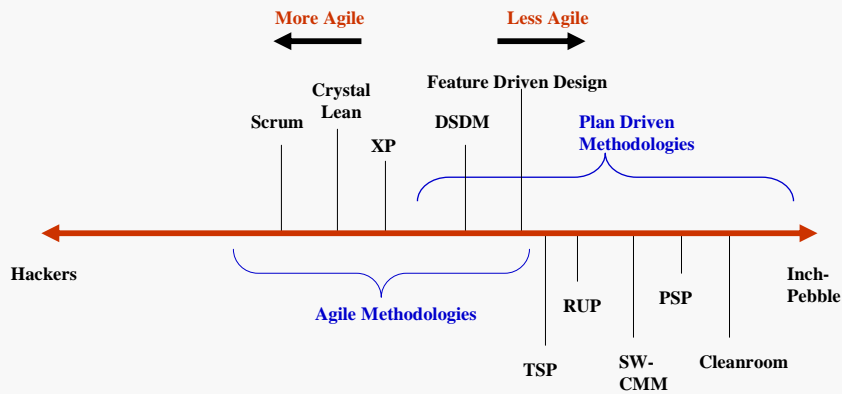 More Agile
Less Agile
Feature Driven Design
Crystal
Lean
Scrum
DSDM
Plan Driven
Methodologies
XP
Hackers
Inch-
Pebble
Agile Methodologies
RUP
PSP
TSP
SW-
CMM
Cleanroom